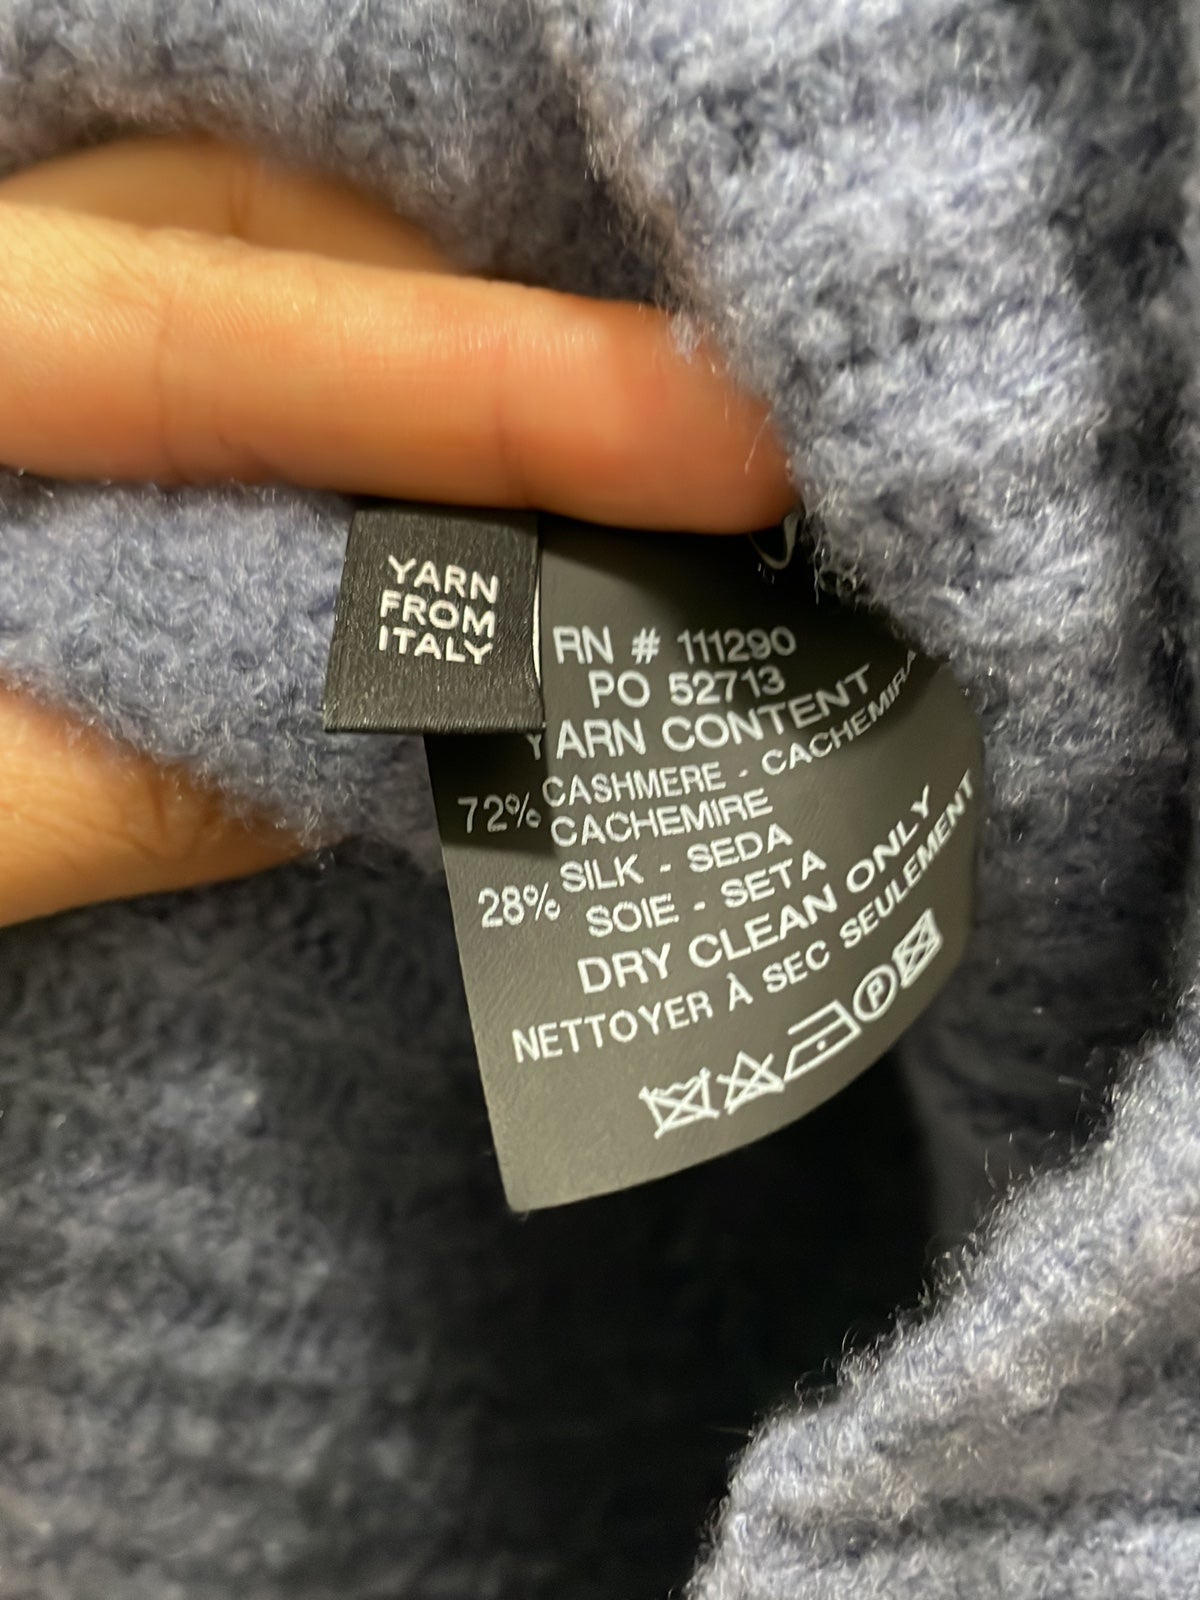 YARN
FROM
ITALY
RN # 111290
PO 52713
YARN CONTENT
72% CASHMERE - CACHEMIRA
CACHEMIRE
28% SILK - SEDA
SOIE - SETA
DRY CLEAN ONLY
NETTOYER À SEC SEULEMENT
P